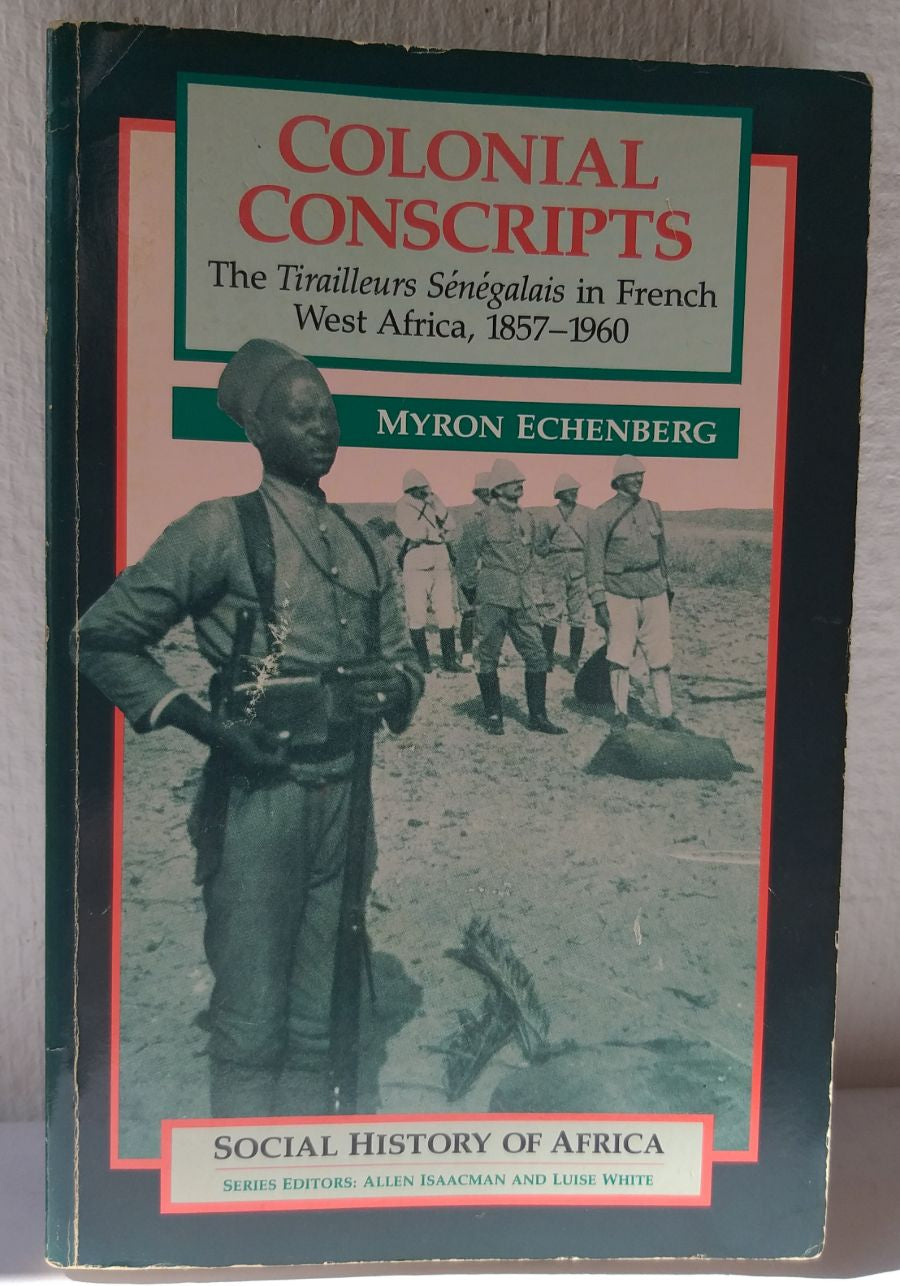 COLONIAL
CONSCRIPTS
The Tirailleurs Sénégalais in French
West Africa, 1857–1960
MYRON ECHENBERG
SOCIAL HISTORY OF AFRICA
SERIES EDITORS: ALLEN ISAACMAN AND LUISE WHITE